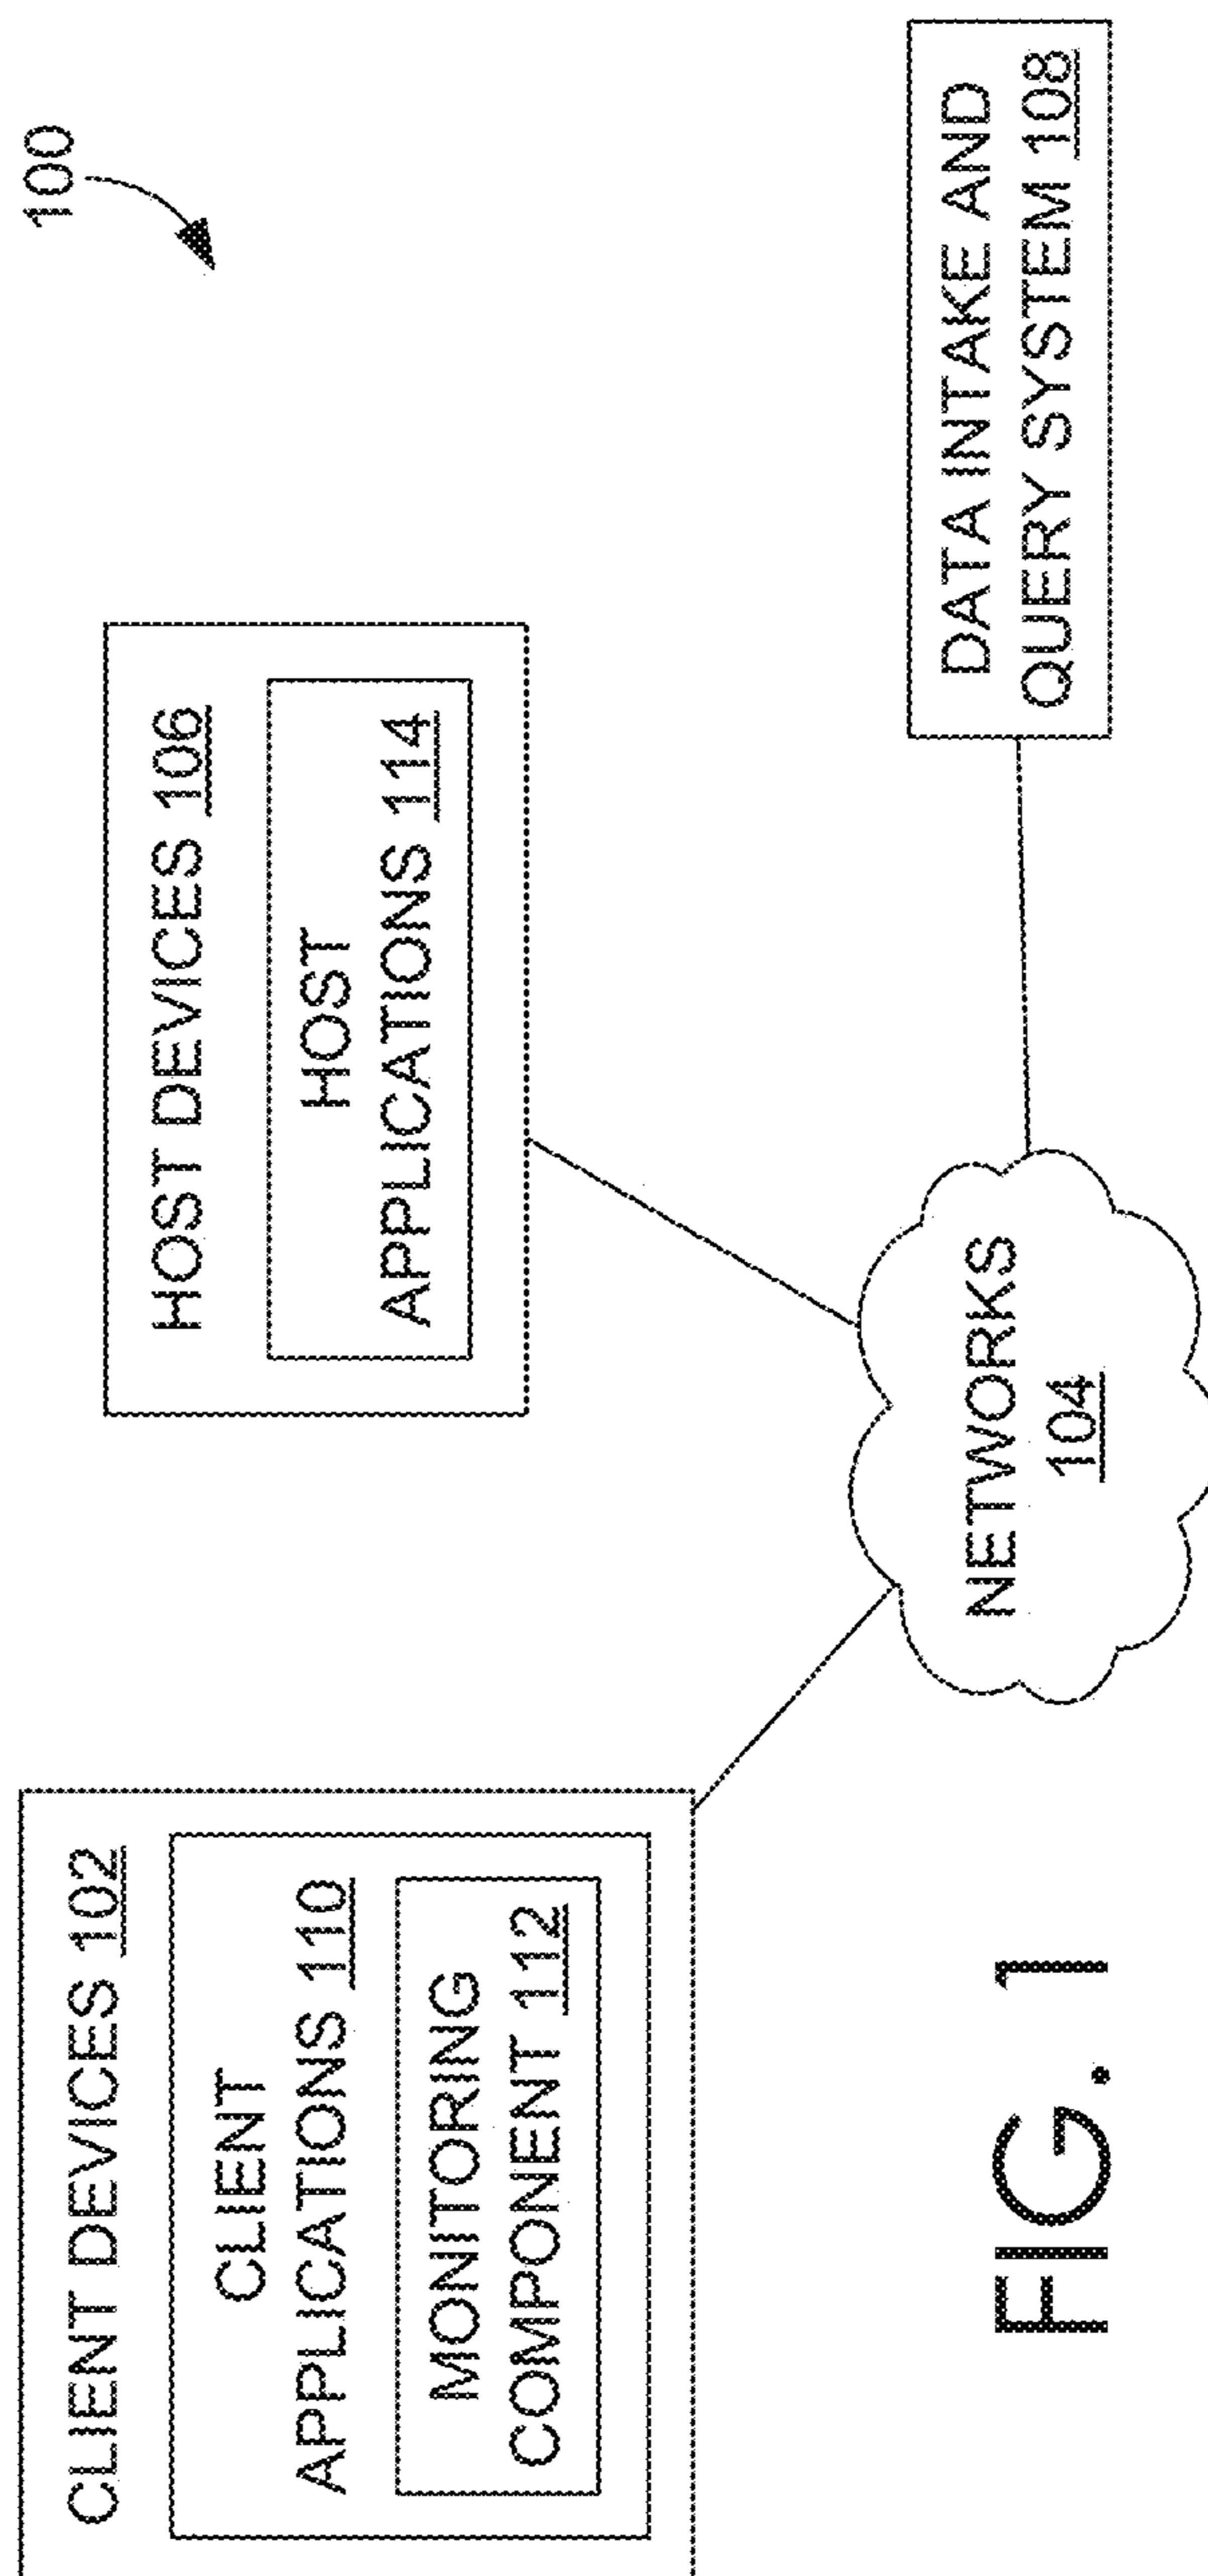 100
CLIENT DEVICES 102
CLIENT
APPLICATIONS 110
MONITORING
COMPONENT 112
HOST DEVICES 106
HOST
APPLICATIONS 114
NETWORKS
104
DATA INTAKE AND
QUERY SYSTEM 108
FIG. 1